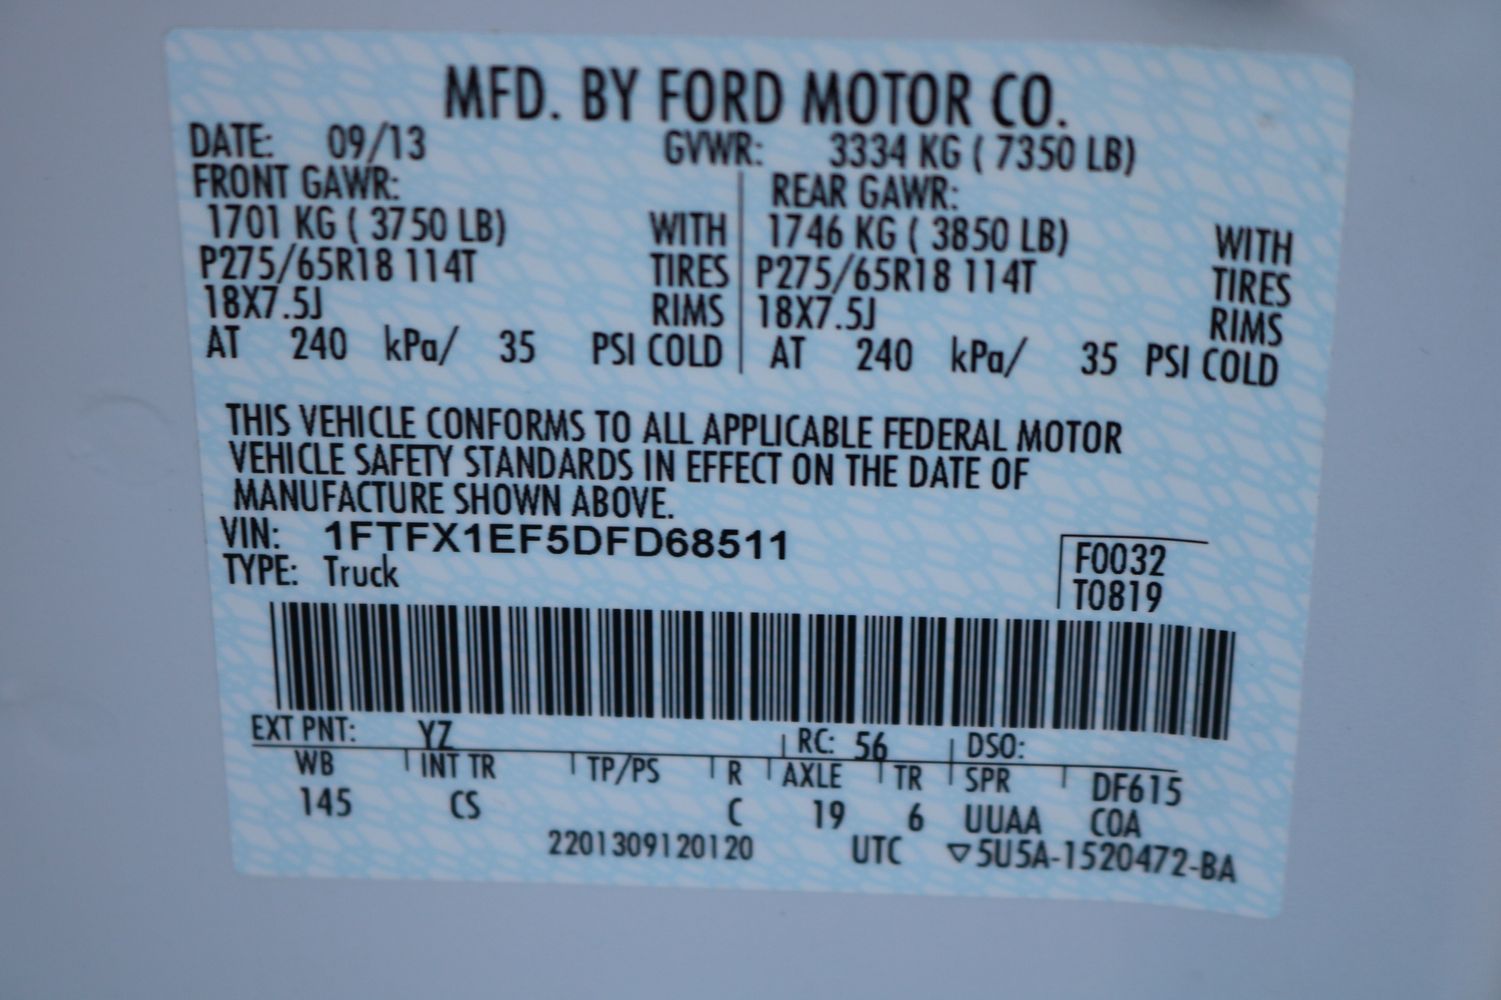 MFD. BY FORD MOTOR CO.
DATE: 09/13 GVWR: 3334 KG ( 7350 LB)
FRONT GAWR: REAR GAWR:
1701 KG ( 3750 LB) WITH 1746 KG ( 3850 LB) WITH
P275/65R18 114T TIRES P275/65R18 114T TIRES
18X7.5J RIMS 18X7.5J RIMS
AT 240 kPa/ 35 PSI COLD AT 240 kPa/ 35 PSI COLD
THIS VEHICLE CONFORMS TO ALL APPLICABLE FEDERAL MOTOR
VEHICLE SAFETY STANDARDS IN EFFECT ON THE DATE OF
MANUFACTURE SHOWN ABOVE.
VIN: 1FTFX1EF5DFD68511 F0032
TYPE: Truck T0819
EXT PNT: YZ RC: 56 DSO:
WB INT TR TP/PS R AXLE TR SPR DF615
145 CS C 19 6 UUAA COA
2201309120120 UTC ▽5U5A-1520472-BA